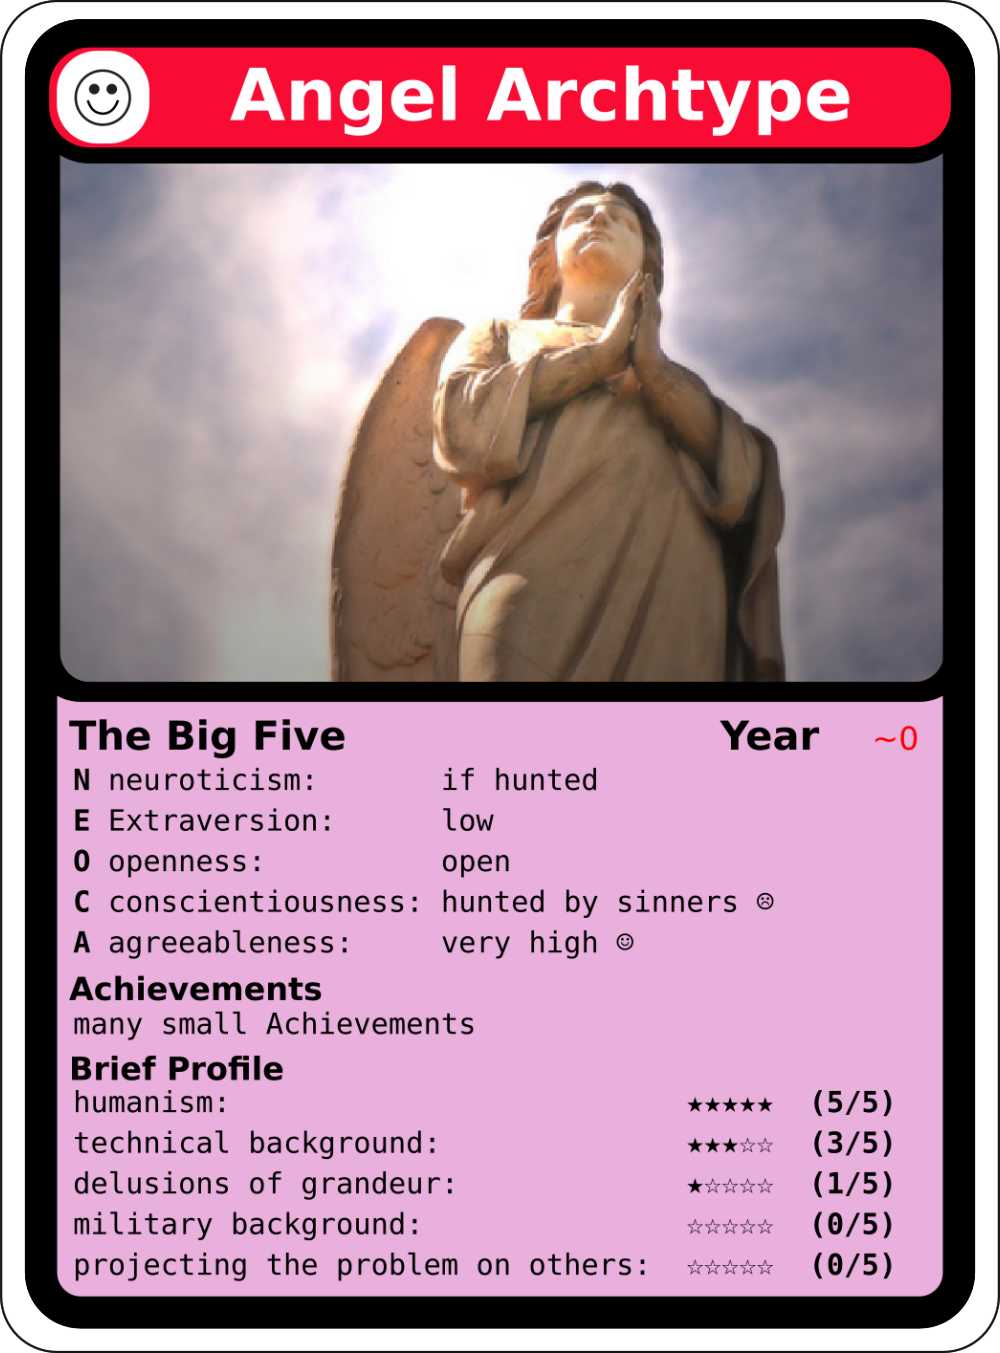 Angel Archtype
The Big Five Year ~0
N neuroticism: if hunted
E Extraversion: low
O openness: open
C conscientiousness: hunted by sinners ☹
A agreeableness: very high ☺
Achievements
many small Achievements
Brief Profile
humanism: ★★★★★ (5/5)
technical background: ★★★☆☆ (3/5)
delusions of grandeur: ★☆☆☆☆ (1/5)
military background: ☆☆☆☆☆ (0/5)
projecting the problem on others: ☆☆☆☆☆ (0/5)